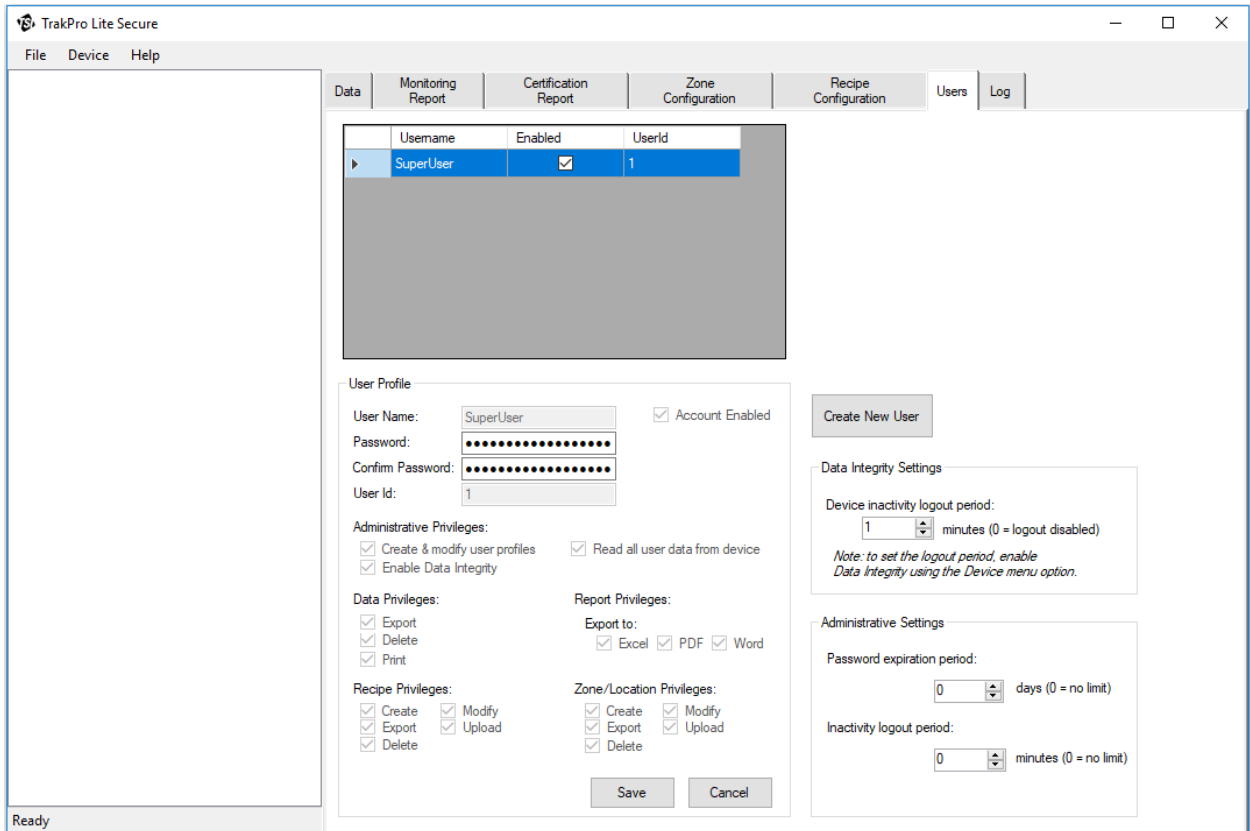 TSI TrakPro Lite Secure
File Device Help
Data
Monitoring
Report
Certification
Report
Zone
Configuration
Recipe
Configuration
Users
Log
Username Enabled UserId
SuperUser 1
User Profile
User Name: SuperUser Account Enabled
Password: ••••••••••••••••••
Confirm Password: ••••••••••••••••••
User Id: 1
Administrative Privileges:
Create & modify user profiles Read all user data from device
Enable Data Integrity
Data Privileges:
Export
Delete
Print
Report Privileges:
Export to:
Excel PDF Word
Recipe Privileges:
Create Modify
Export Upload
Delete
Zone/Location Privileges:
Create Modify
Export Upload
Delete
Save Cancel
Create New User
Data Integrity Settings
Device inactivity logout period:
1 minutes (0 = logout disabled)
Note: to set the logout period, enable
Data Integrity using the Device menu option.
Administrative Settings
Password expiration period:
0 days (0 = no limit)
Inactivity logout period:
0 minutes (0 = no limit)
Ready